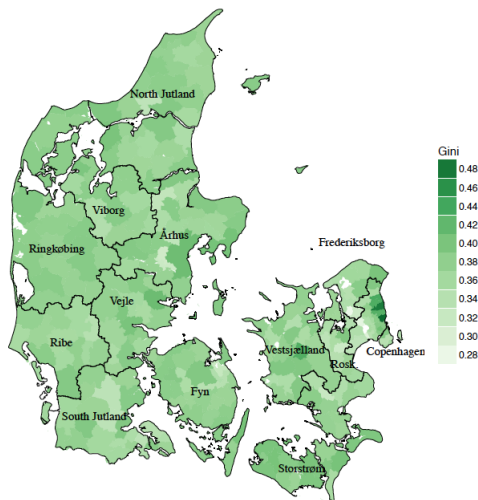 North Jutland
Viborg
Århus
Ringkøbing
Frederiksborg
Vejle
Ribe
Vestsjælland
Copenhagen
Rosk.
Fyn
South Jutland
Storstrøm
Gini
0.48
0.46
0.44
0.42
0.40
0.38
0.36
0.34
0.32
0.30
0.28